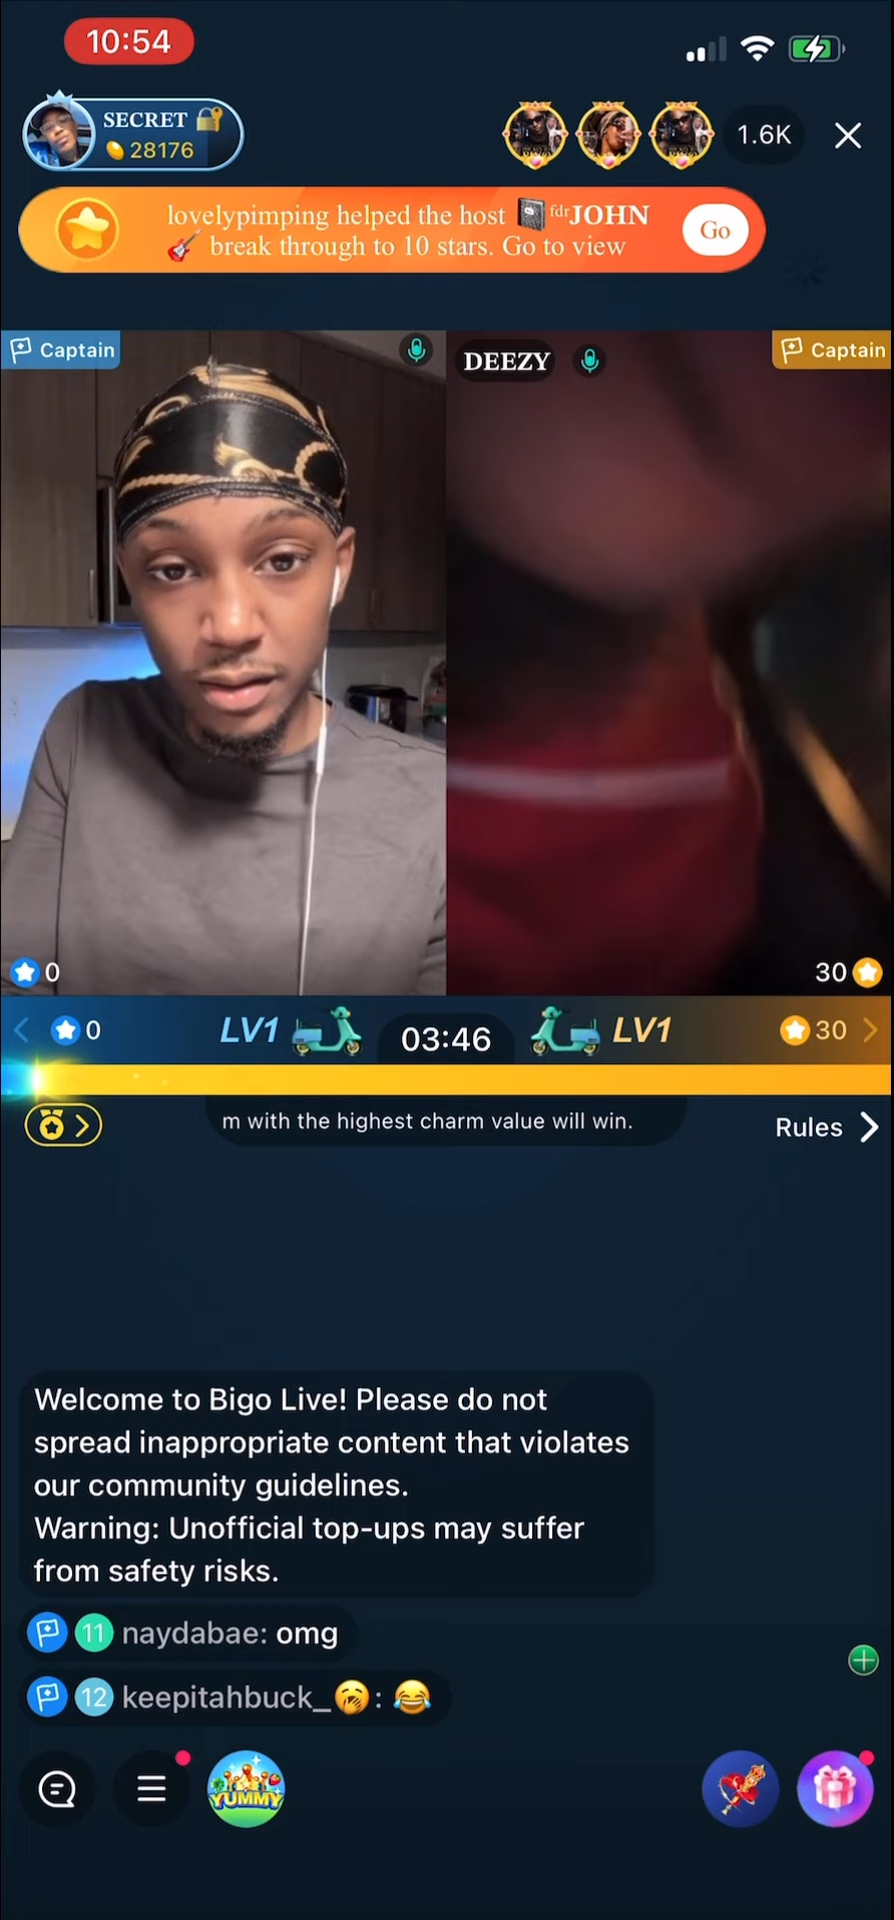 10:54
SECRET 🔐
28176
1.6K
lovelypimping helped the host 📓fdrJOHN
🎸 break through to 10 stars. Go to view
Go
Captain
DEEZY
Captain
0
30
0
LV1
03:46
LV1
30
m with the highest charm value will win.
Rules
Welcome to Bigo Live! Please do not
spread inappropriate content that violates
our community guidelines.
Warning: Unofficial top-ups may suffer
from safety risks.
11 naydabae: omg
12 keepitahbuck_🥱: 😂
YUMMY